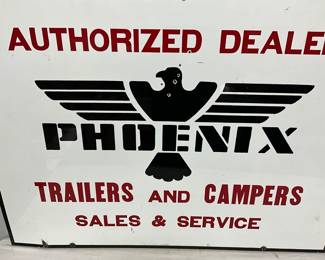 AUTHORIZED DEALE
PHOENIX
TRAILERS AND CAMPERS
SALES & SERVICE